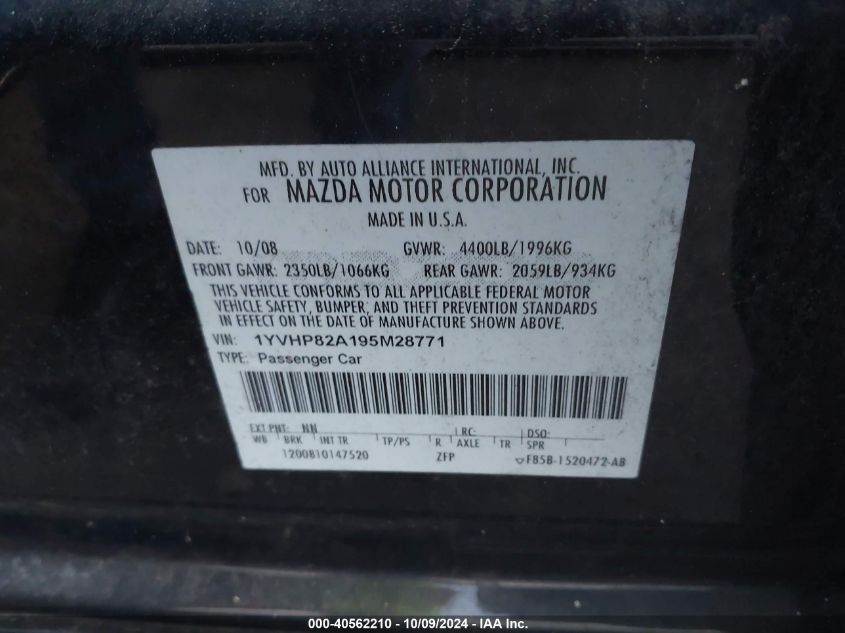 MFD. BY AUTO ALLIANCE INTERNATIONAL, INC.
FOR MAZDA MOTOR CORPORATION
MADE IN U.S.A.
DATE: 10/08 GVWR: 4400LB/1996KG
FRONT GAWR: 2350LB/1066KG REAR GAWR: 2059LB/934KG
THIS VEHICLE CONFORMS TO ALL APPLICABLE FEDERAL MOTOR
VEHICLE SAFETY, BUMPER, AND THEFT PREVENTION STANDARDS
IN EFFECT ON THE DATE OF MANUFACTURE SHOWN ABOVE.
VIN: 1YVHP82A195M28771
TYPE: Passenger Car
EXT PNT: NN LRC: DSO:
WB BRK INT TR TP/PS R AXLE TR SPR
1200810147520 ZFP F85B-1520472-AB
000-40562210 - 10/09/2024 - IAA Inc.